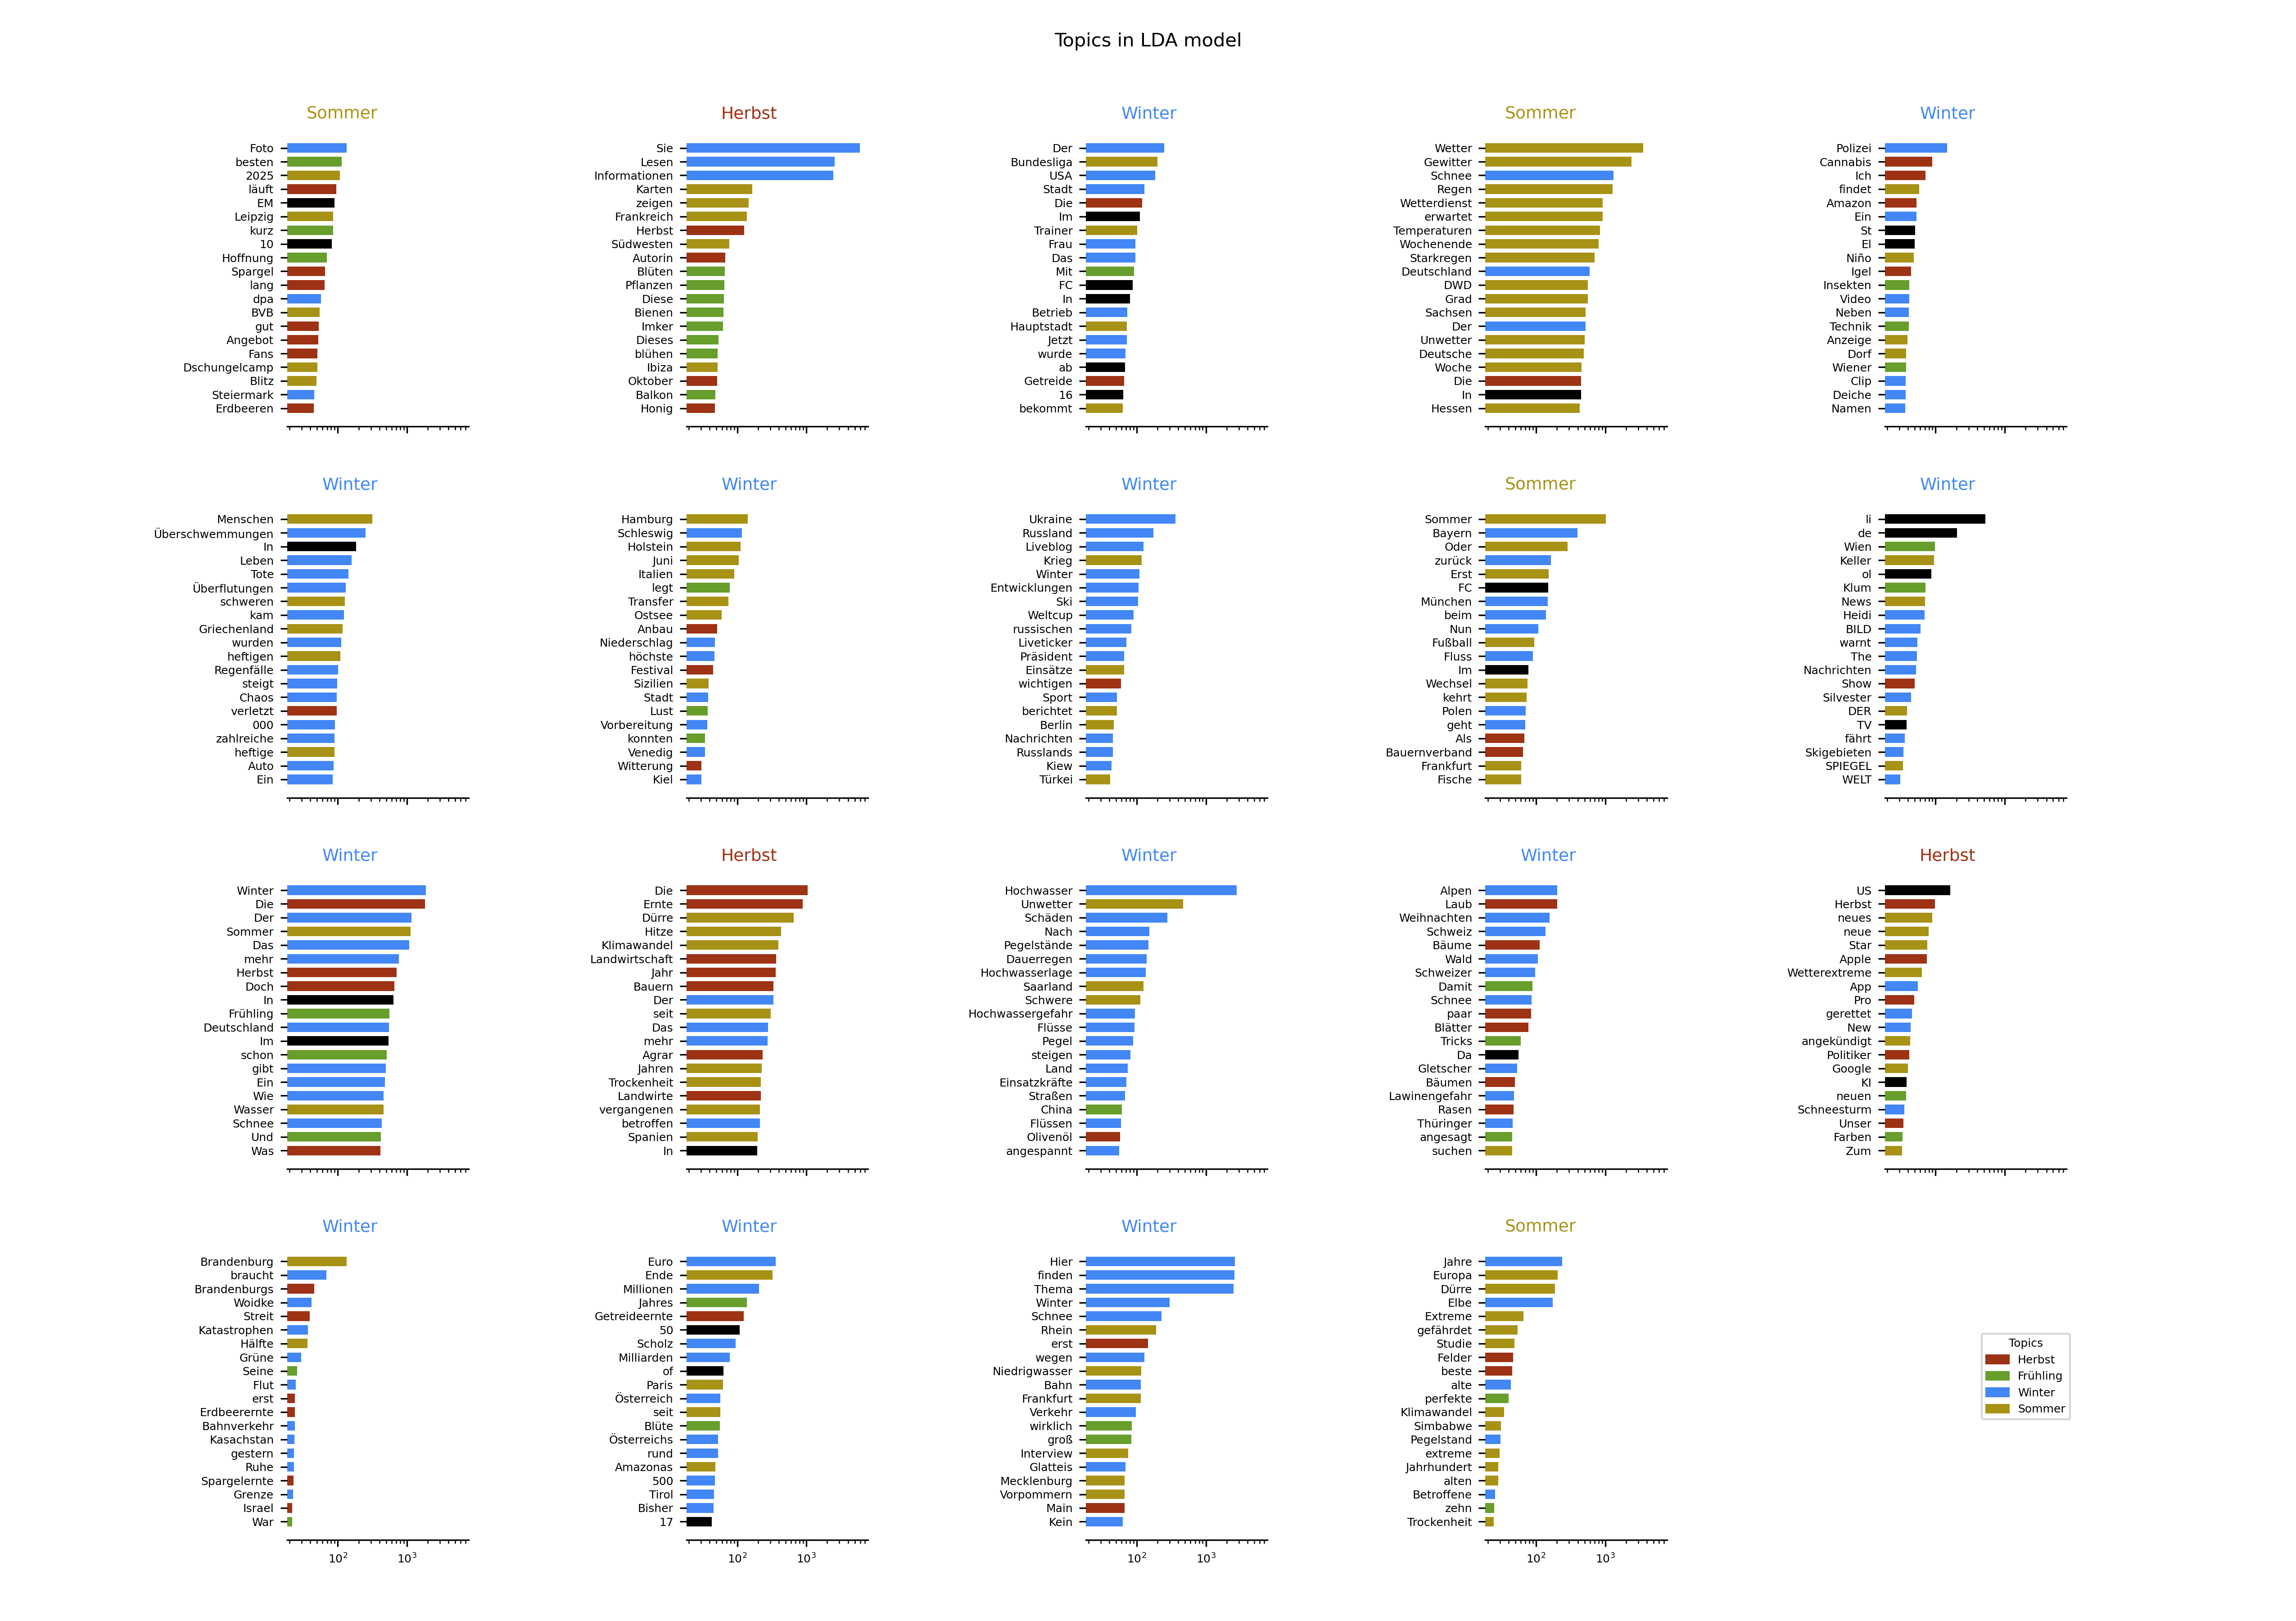 Topics in LDA model
Sommer
Foto
besten
2025
läuft
EM
Leipzig
kurz
10
Hoffnung
Spargel
lang
dpa
BVB
gut
Angebot
Fans
Dschungelcamp
Blitz
Steiermark
Erdbeeren
Herbst
Sie
Lesen
Informationen
Karten
zeigen
Frankreich
Herbst
Südwesten
Autorin
Blüten
Pflanzen
Diese
Bienen
Imker
Dieses
blühen
Ibiza
Oktober
Balkon
Honig
Winter
Der
Bundesliga
USA
Stadt
Die
Im
Trainer
Frau
Das
Mit
FC
In
Betrieb
Hauptstadt
Jetzt
wurde
ab
Getreide
16
bekommt
Sommer
Wetter
Gewitter
Schnee
Regen
Wetterdienst
erwartet
Temperaturen
Wochenende
Starkregen
Deutschland
DWD
Grad
Sachsen
Der
Unwetter
Deutsche
Woche
Die
In
Hessen
Winter
Polizei
Cannabis
Ich
findet
Amazon
Ein
St
El
Niño
Igel
Insekten
Video
Neben
Technik
Anzeige
Dorf
Wiener
Clip
Deiche
Namen
Winter
Menschen
Überschwemmungen
In
Leben
Tote
Überflutungen
schweren
kam
Griechenland
wurden
heftigen
Regenfälle
steigt
Chaos
verletzt
000
zahlreiche
heftige
Auto
Ein
Winter
Hamburg
Schleswig
Holstein
Juni
Italien
legt
Transfer
Ostsee
Anbau
Niederschlag
höchste
Festival
Sizilien
Stadt
Lust
Vorbereitung
konnten
Venedig
Witterung
Kiel
Winter
Ukraine
Russland
Liveblog
Krieg
Winter
Entwicklungen
Ski
Weltcup
russischen
Liveticker
Präsident
Einsätze
wichtigen
Sport
berichtet
Berlin
Nachrichten
Russlands
Kiew
Türkei
Sommer
Sommer
Bayern
Oder
zurück
Erst
FC
München
beim
Nun
Fußball
Fluss
Im
Wechsel
kehrt
Polen
geht
Als
Bauernverband
Frankfurt
Fische
Winter
li
de
Wien
Keller
ol
Klum
News
Heidi
BILD
warnt
The
Nachrichten
Show
Silvester
DER
TV
fährt
Skigebieten
SPIEGEL
WELT
Winter
Winter
Die
Der
Sommer
Das
mehr
Herbst
Doch
In
Frühling
Deutschland
Im
schon
gibt
Ein
Wie
Wasser
Schnee
Und
Was
Herbst
Die
Ernte
Dürre
Hitze
Klimawandel
Landwirtschaft
Jahr
Bauern
Der
seit
Das
mehr
Agrar
Jahren
Trockenheit
Landwirte
vergangenen
betroffen
Spanien
In
Winter
Hochwasser
Unwetter
Schäden
Nach
Pegelstände
Dauerregen
Hochwasserlage
Saarland
Schwere
Hochwassergefahr
Flüsse
Pegel
steigen
Land
Einsatzkräfte
Straßen
China
Flüssen
Olivenöl
angespannt
Winter
Alpen
Laub
Weihnachten
Schweiz
Bäume
Wald
Schweizer
Damit
Schnee
paar
Blätter
Tricks
Da
Gletscher
Bäumen
Lawinengefahr
Rasen
Thüringer
angesagt
suchen
Herbst
US
Herbst
neues
neue
Star
Apple
Wetterextreme
App
Pro
gerettet
New
angekündigt
Politiker
Google
KI
neuen
Schneesturm
Unser
Farben
Zum
Winter
Brandenburg
braucht
Brandenburgs
Woidke
Streit
Katastrophen
Hälfte
Grüne
Seine
Flut
erst
Erdbeerernte
Bahnverkehr
Kasachstan
gestern
Ruhe
Spargelernte
Grenze
Israel
War
10² 10³
Winter
Euro
Ende
Millionen
Jahres
Getreideernte
50
Scholz
Milliarden
of
Paris
Österreich
seit
Blüte
Österreichs
rund
Amazonas
500
Tirol
Bisher
17
10² 10³
Winter
Hier
finden
Thema
Winter
Schnee
Rhein
erst
wegen
Niedrigwasser
Bahn
Frankfurt
Verkehr
wirklich
groß
Interview
Glatteis
Mecklenburg
Vorpommern
Main
Kein
10² 10³
Sommer
Jahre
Europa
Dürre
Elbe
Extreme
gefährdet
Studie
Felder
beste
alte
perfekte
Klimawandel
Simbabwe
Pegelstand
extreme
Jahrhundert
alten
Betroffene
zehn
Trockenheit
10² 10³
Topics
Herbst
Frühling
Winter
Sommer